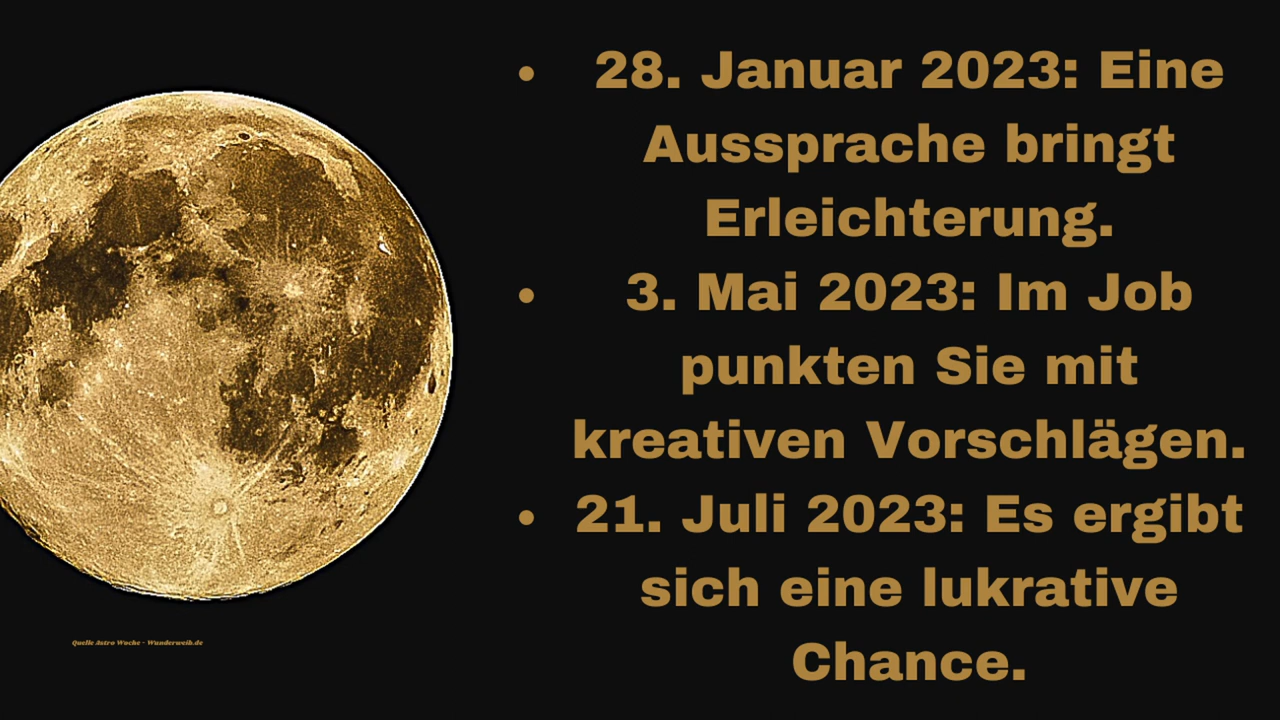 • 28. Januar 2023: Eine
Aussprache bringt
Erleichterung.
• 3. Mai 2023: Im Job
punkten Sie mit
kreativen Vorschlägen.
• 21. Juli 2023: Es ergibt
sich eine lukrative
Chance.
Quelle Astro Woche - Wunderweib.de